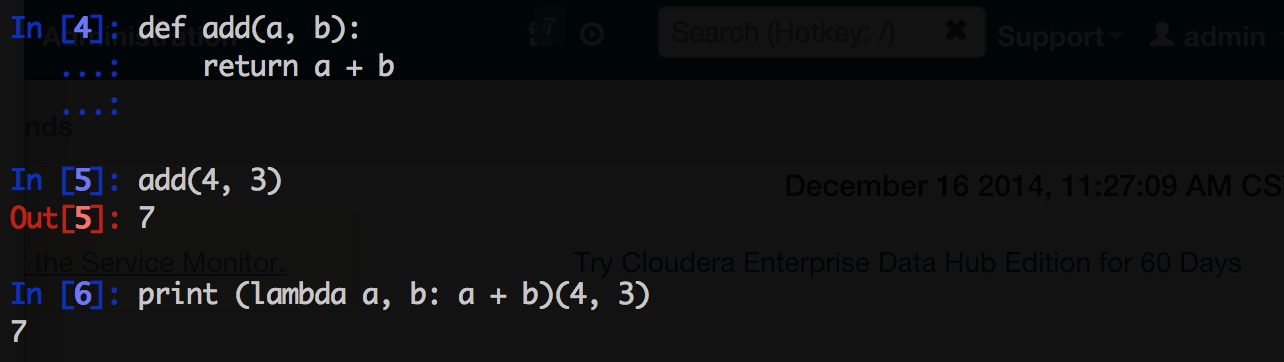 In [4]: def add(a, b):
   ...:     return a + b
   ...:
In [5]: add(4, 3)
Out[5]: 7
In [6]: print (lambda a, b: a + b)(4, 3)
7
Administration
7
Search (Hotkey: /)
Support
admin
nds
December 16 2014, 11:27:09 AM CS
the Service Monitor.
Try Cloudera Enterprise Data Hub Edition for 60 Days